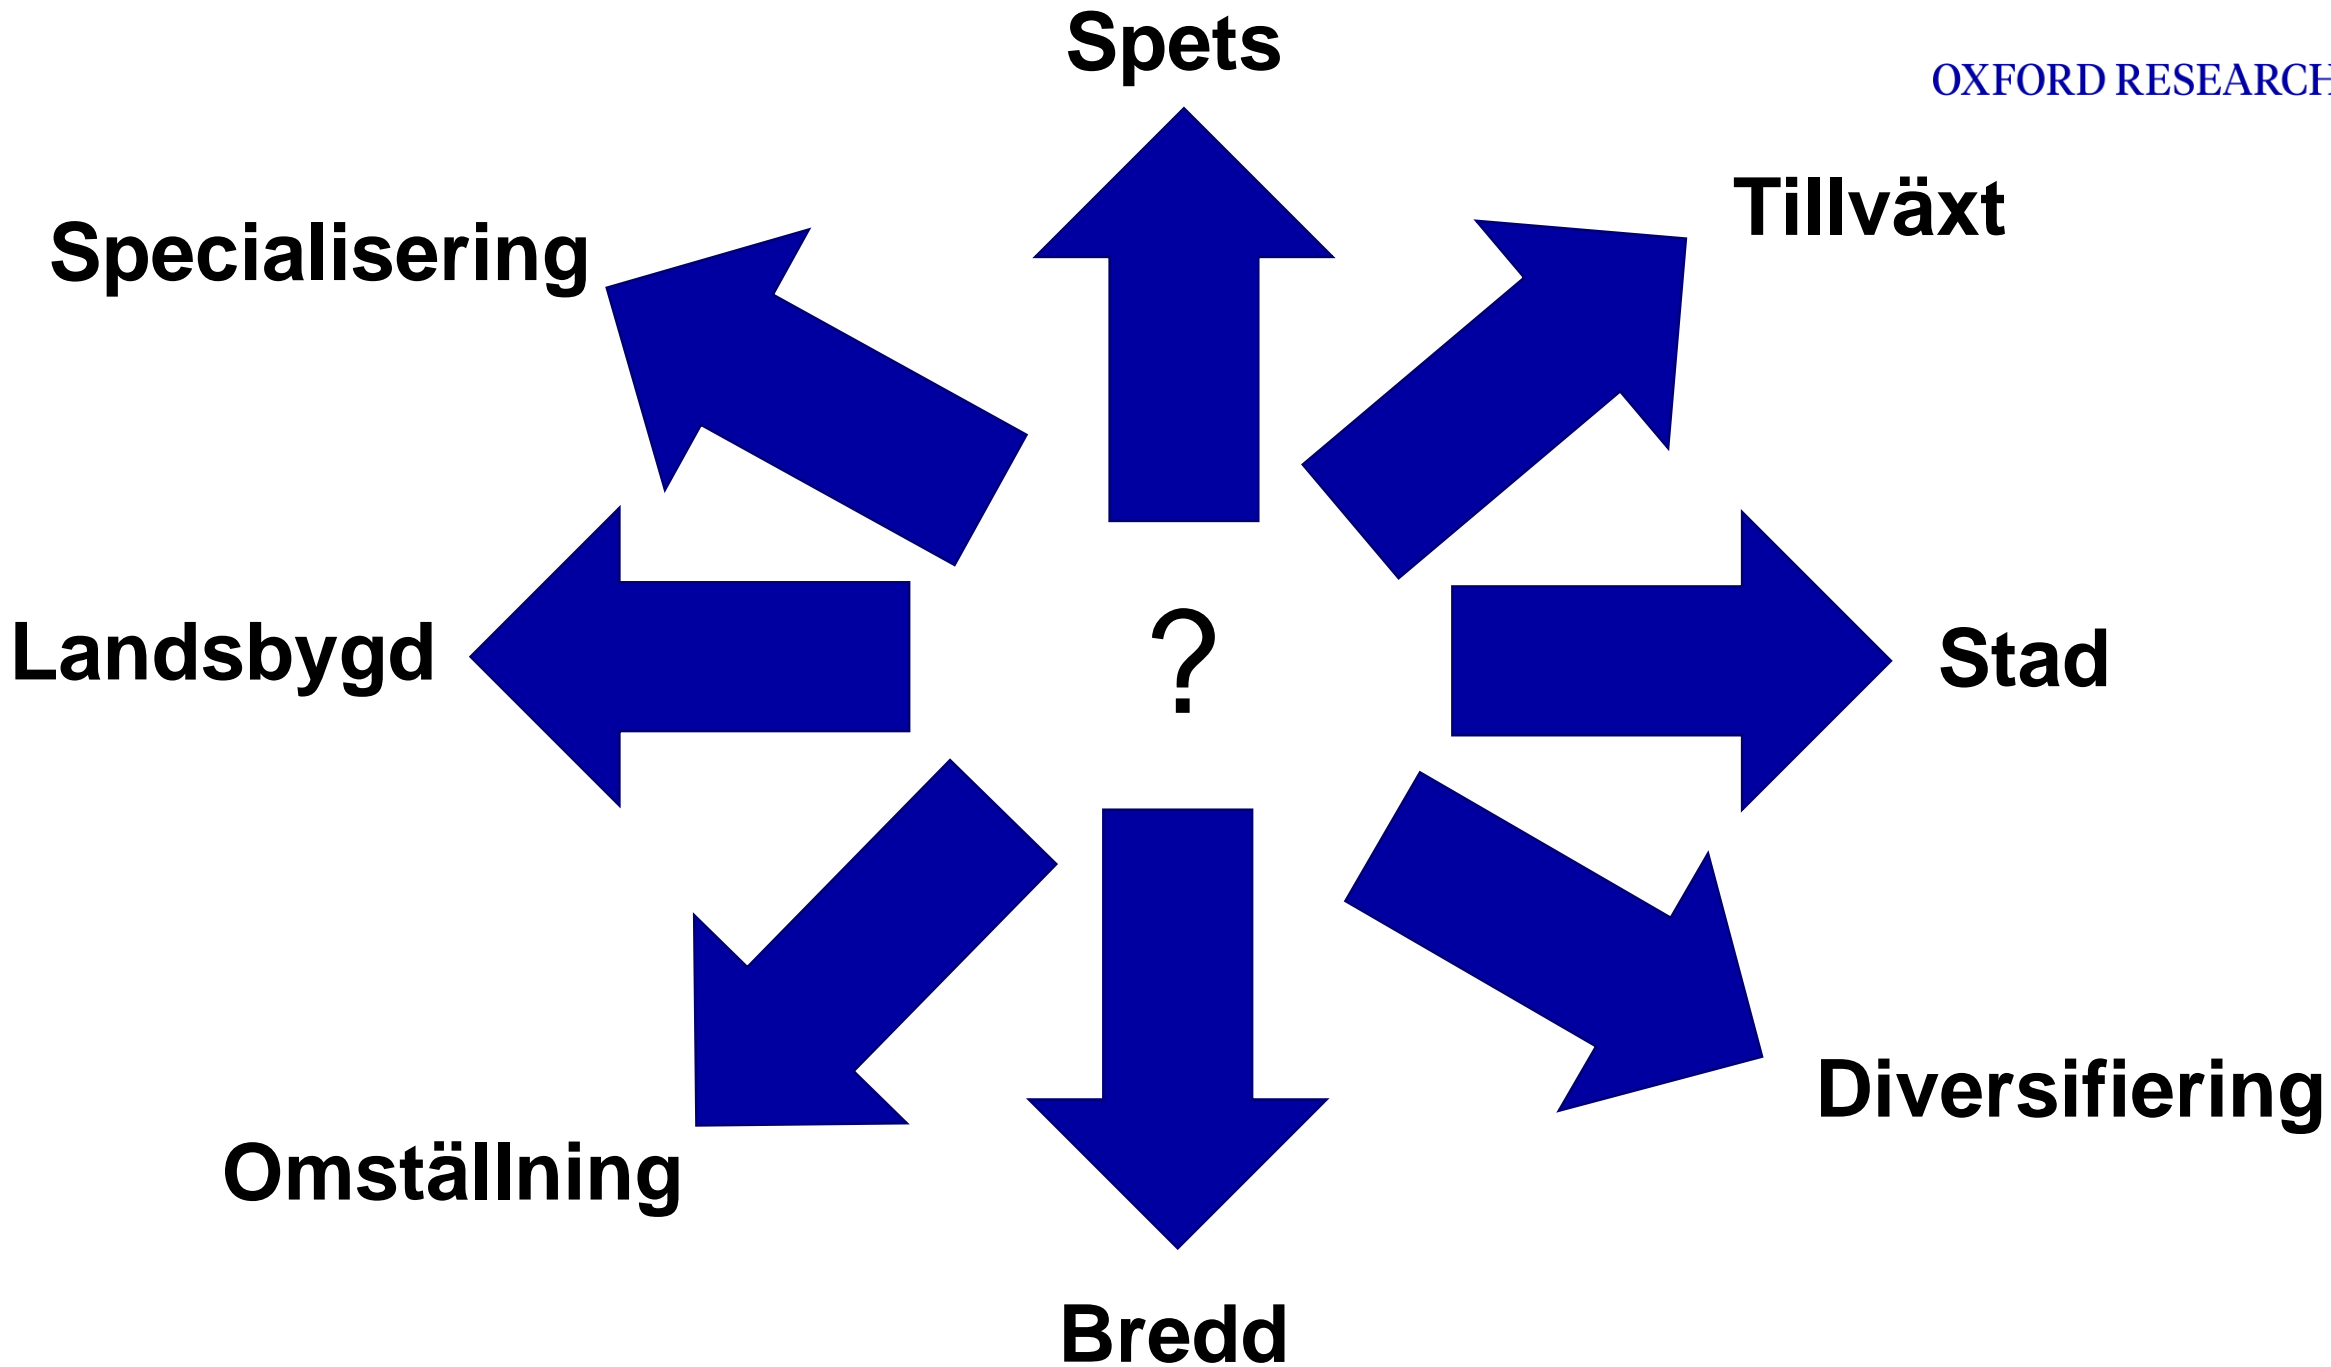 Spets
OXFORD RESEARCH
Tillväxt
Specialisering
Landsbygd
?
Stad
Diversifiering
Omställning
Bredd